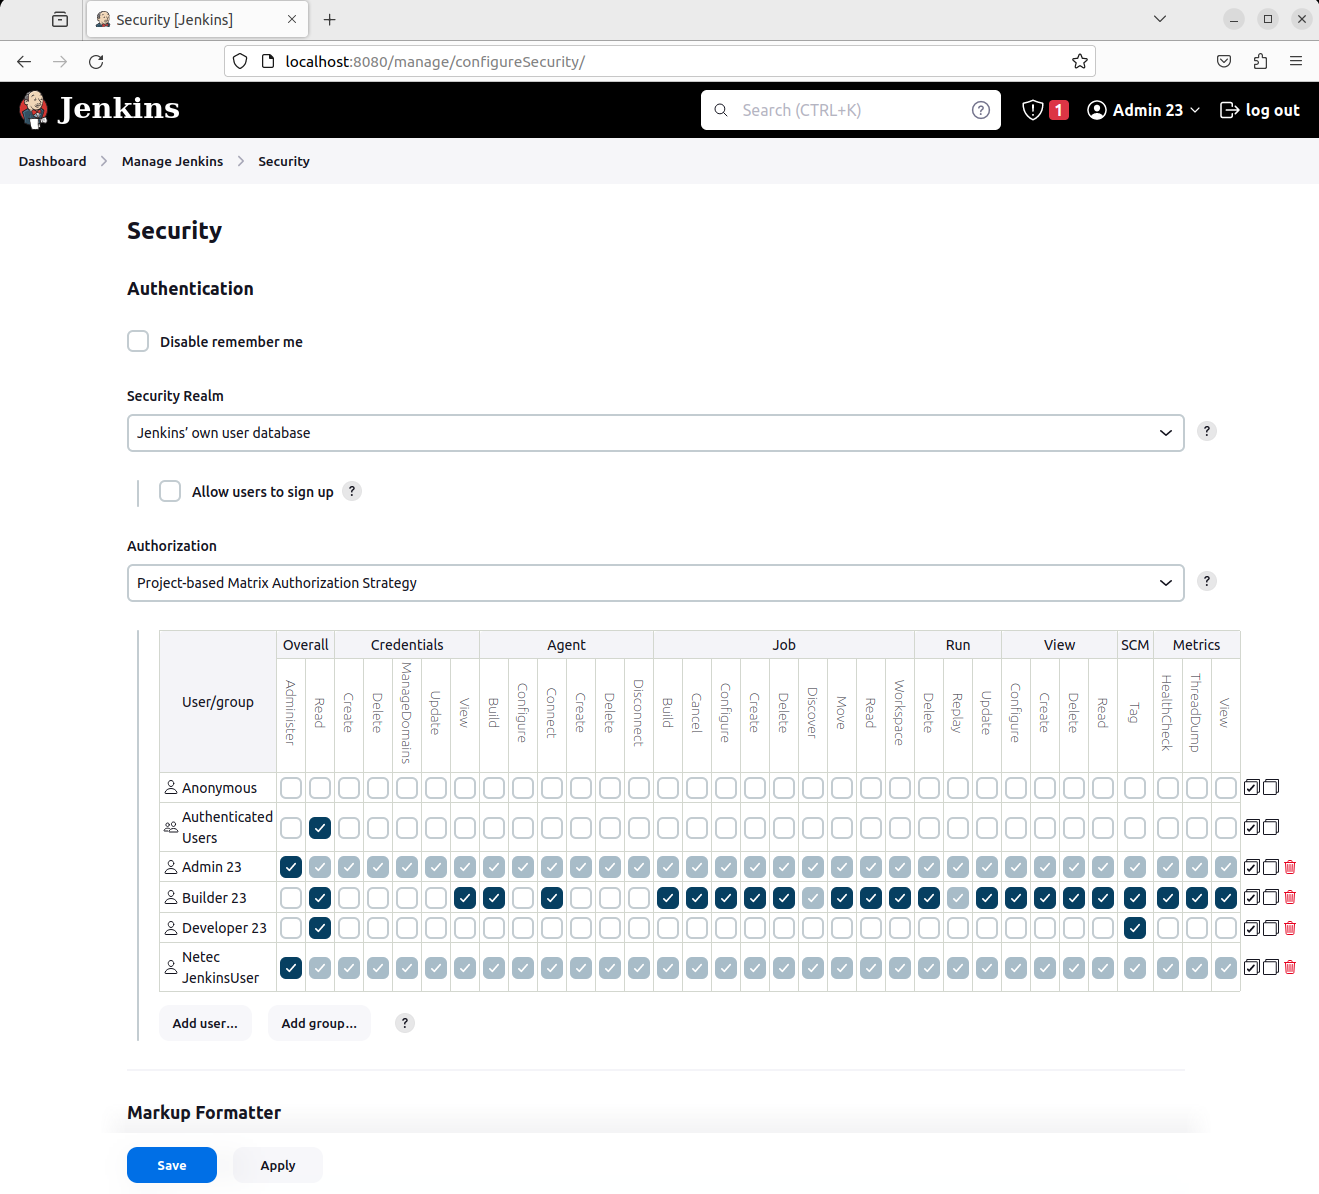 Security [Jenkins]
localhost:8080/manage/configureSecurity/
Jenkins
Search (CTRL+K)
?
1
Admin 23
log out
Dashboard
Manage Jenkins
Security
Security
Authentication
Disable remember me
Security Realm
Jenkins’ own user database
?
Allow users to sign up
?
Authorization
Project-based Matrix Authorization Strategy
?
User/group
Overall
Credentials
Agent
Job
Run
View
SCM
Metrics
Administer
Read
Create
Delete
ManageDomains
Update
View
Build
Configure
Connect
Create
Delete
Disconnect
Build
Cancel
Configure
Create
Delete
Discover
Move
Read
Workspace
Delete
Replay
Update
Configure
Create
Delete
Read
Tag
HealthCheck
ThreadDump
View
Anonymous
Authenticated
Users
Admin 23
Builder 23
Developer 23
Netec
JenkinsUser
Add user...
Add group...
?
Markup Formatter
Save
Apply